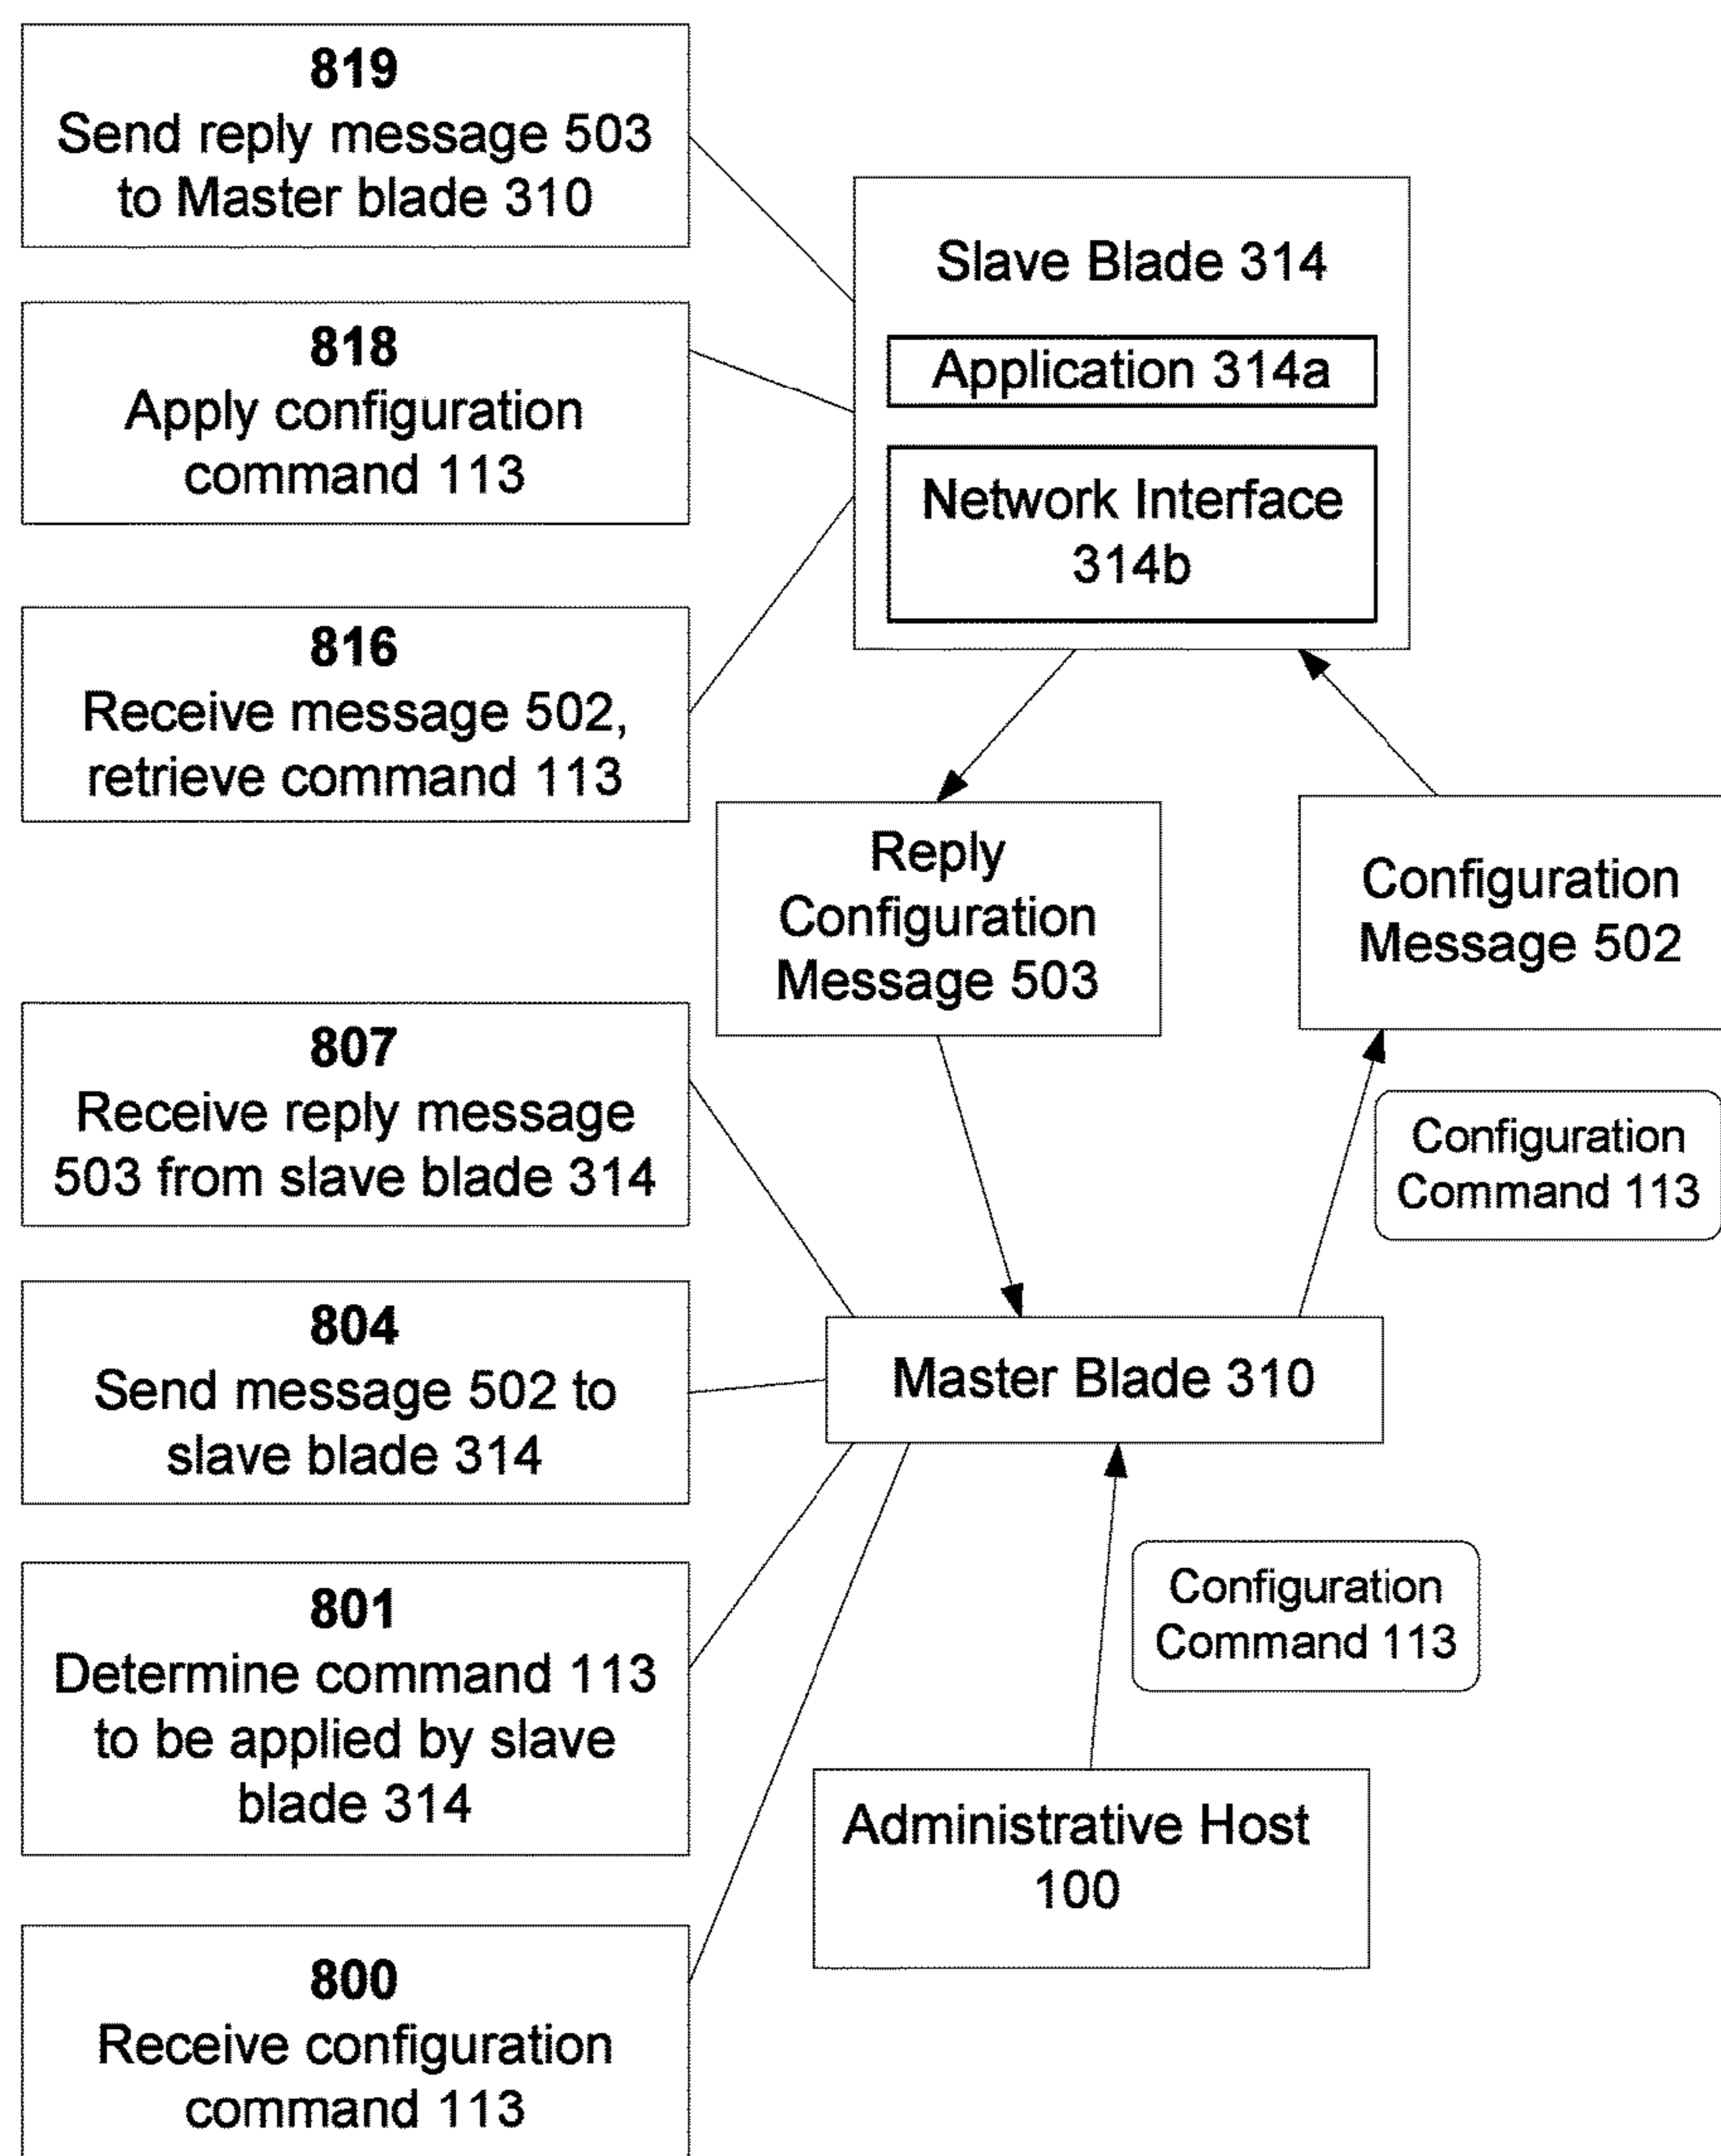 819
Send reply message 503
to Master blade 310
818
Apply configuration
command 113
816
Receive message 502,
retrieve command 113
807
Receive reply message
503 from slave blade 314
804
Send message 502 to
slave blade 314
801
Determine command 113
to be applied by slave
blade 314
800
Receive configuration
command 113
Slave Blade 314
Application 314a
Network Interface
314b
Reply
Configuration
Message 503
Configuration
Message 502
Configuration
Command 113
Master Blade 310
Configuration
Command 113
Administrative Host
100